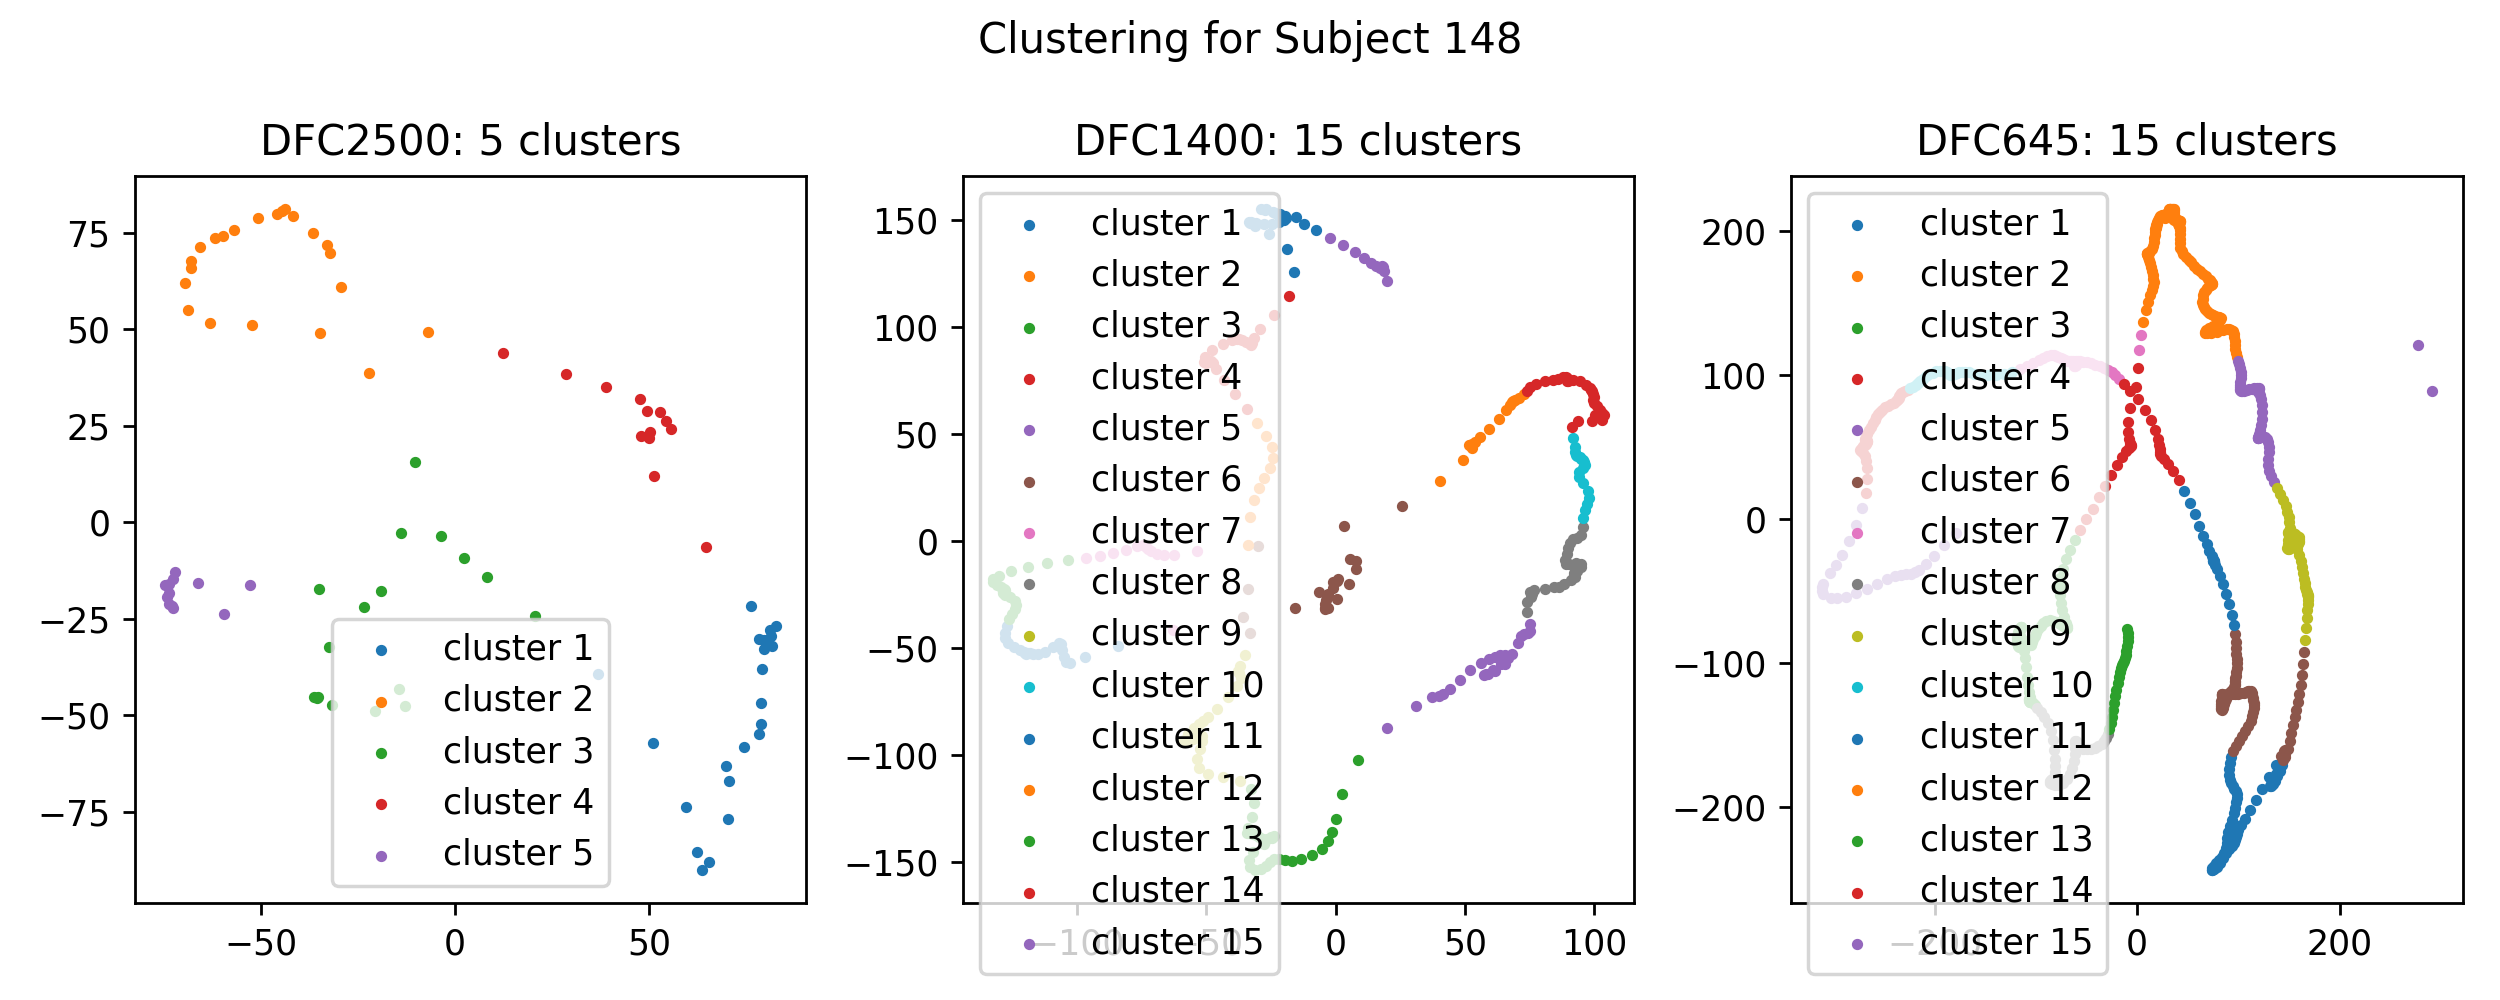 Clustering for Subject 148
DFC2500: 5 clusters
75
50
25
0
−25
−50
−75
−50
0
50
cluster 1
cluster 2
cluster 3
cluster 4
cluster 5
DFC1400: 15 clusters
150
100
50
0
−50
−100
−150
−100
−50
0
50
100
cluster 1
cluster 2
cluster 3
cluster 4
cluster 5
cluster 6
cluster 7
cluster 8
cluster 9
cluster 10
cluster 11
cluster 12
cluster 13
cluster 14
cluster 15
DFC645: 15 clusters
200
100
0
−100
−200
−200
0
200
cluster 1
cluster 2
cluster 3
cluster 4
cluster 5
cluster 6
cluster 7
cluster 8
cluster 9
cluster 10
cluster 11
cluster 12
cluster 13
cluster 14
cluster 15